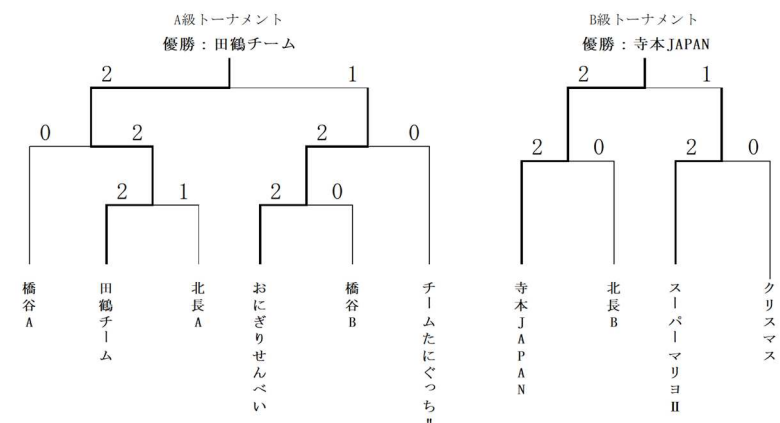 A級トーナメント
優勝：田鶴チーム
2 1
0 2 2 0
2 1 2 0
橋谷A
田鶴チーム
北長A
おにぎりせんべい
橋谷B
チームたにぐっち"
B級トーナメント
優勝：寺本JAPAN
2 1
2 0 2 0
寺本JAPAN
北長B
スーパーマリヨⅡ
クリスマス